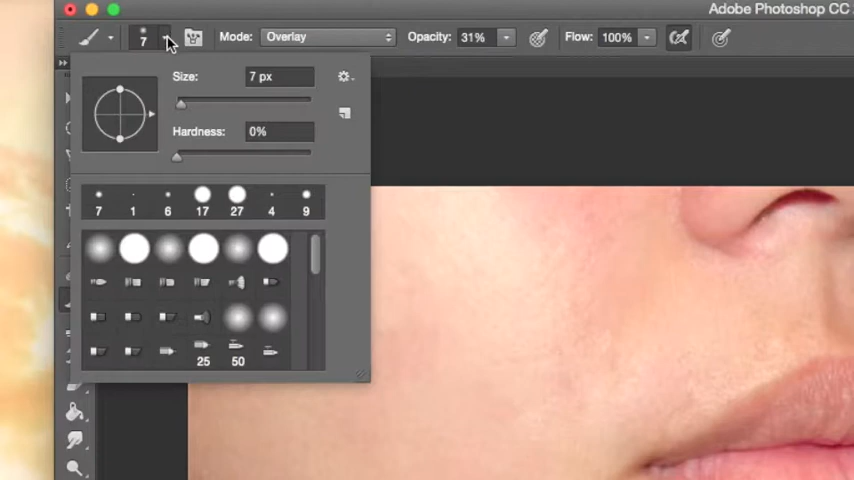 Adobe Photoshop CC
7 Mode: Overlay Opacity: 31% Flow: 100%
Size: 7 px
Hardness: 0%
7 1 6 17 27 4 9
25 50